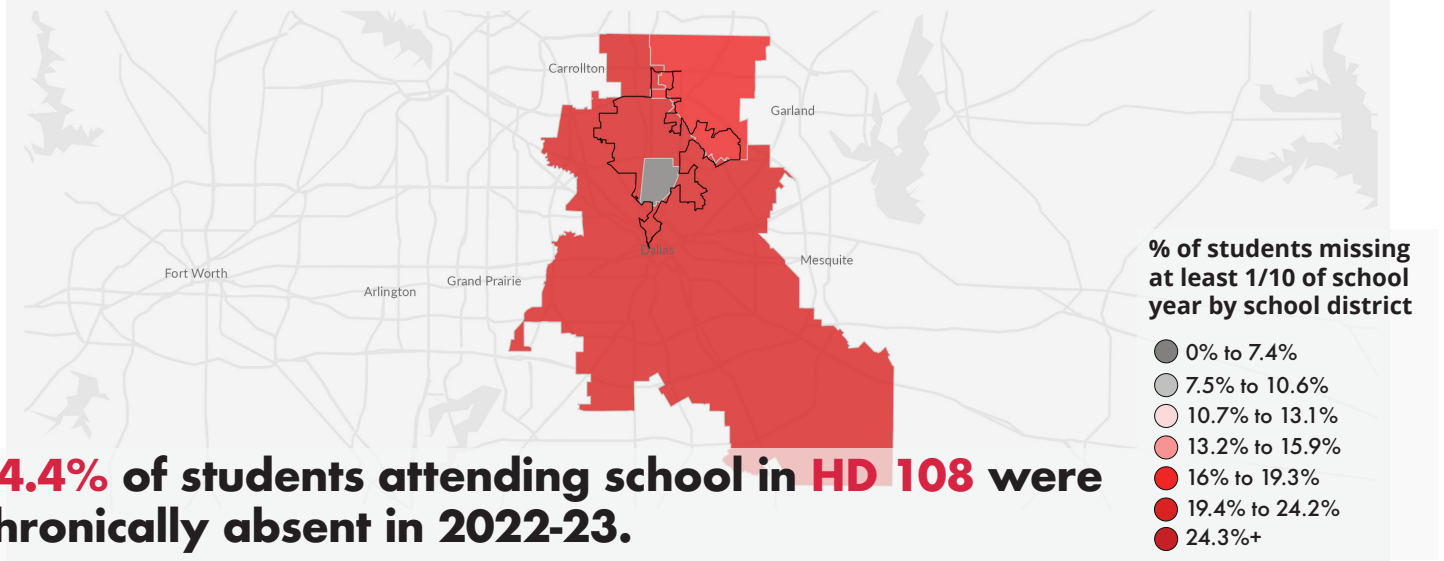 Carrollton
Garland
Dallas
Mesquite
Fort Worth
Grand Prairie
Arlington
% of students missing
at least 1/10 of school
year by school district
0% to 7.4%
7.5% to 10.6%
10.7% to 13.1%
13.2% to 15.9%
16% to 19.3%
19.4% to 24.2%
24.3%+
4.4% of students attending school in HD 108 were
hronically absent in 2022-23.